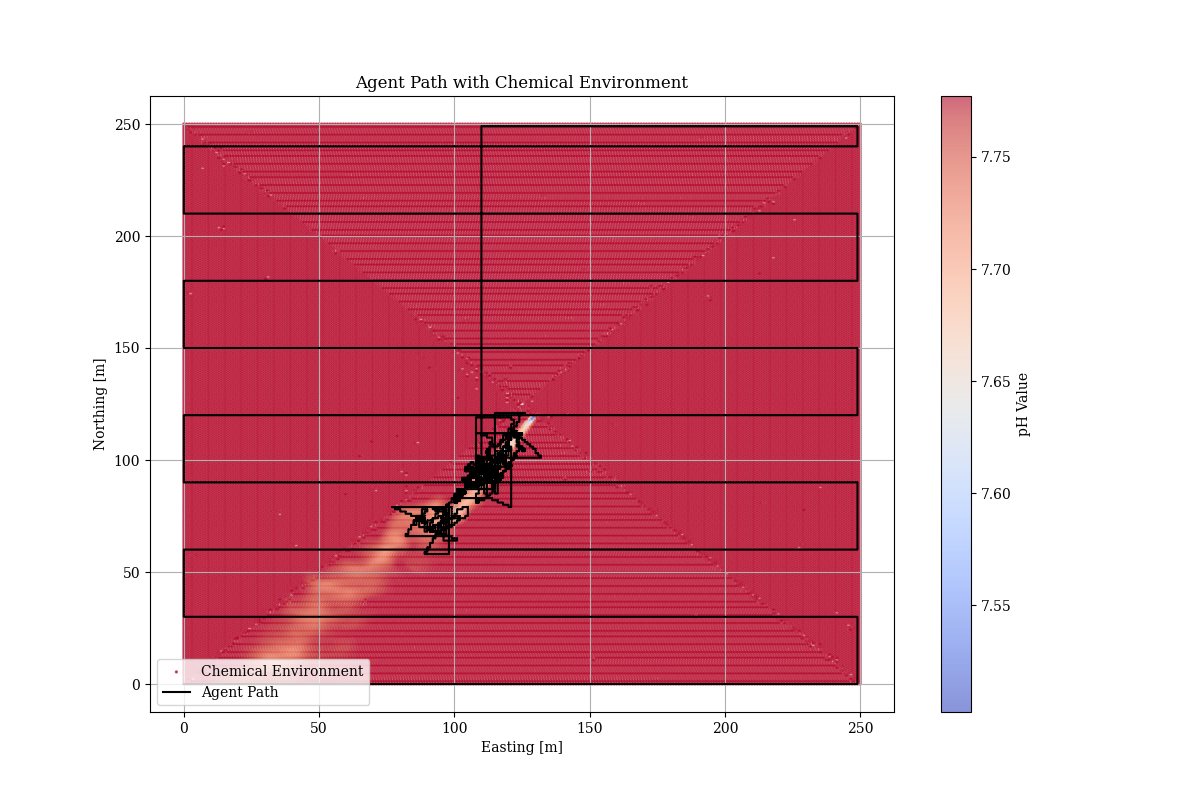 Agent Path with Chemical Environment
250
200
150
100
50
0
Northing [m]
0 50 100 150 200 250
Easting [m]
Chemical Environment
Agent Path
7.75
7.70
7.65
7.60
7.55
pH Value